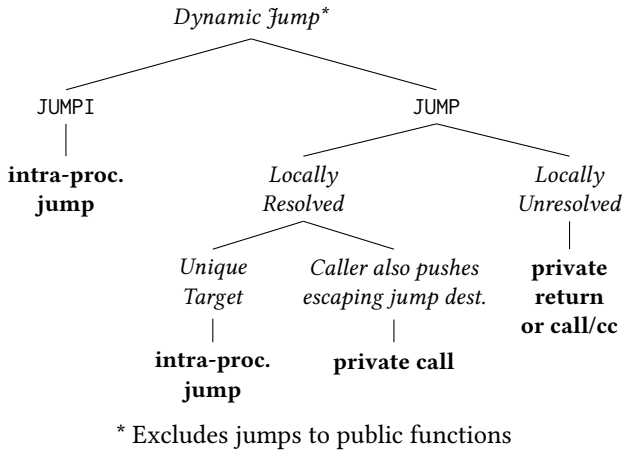 Dynamic Jump*
JUMPI
JUMP
intra-proc.
jump
Locally
Resolved
Locally
Unresolved
Unique
Target
Caller also pushes
escaping jump dest.
private
return
or call/cc
intra-proc.
jump
private call
* Excludes jumps to public functions